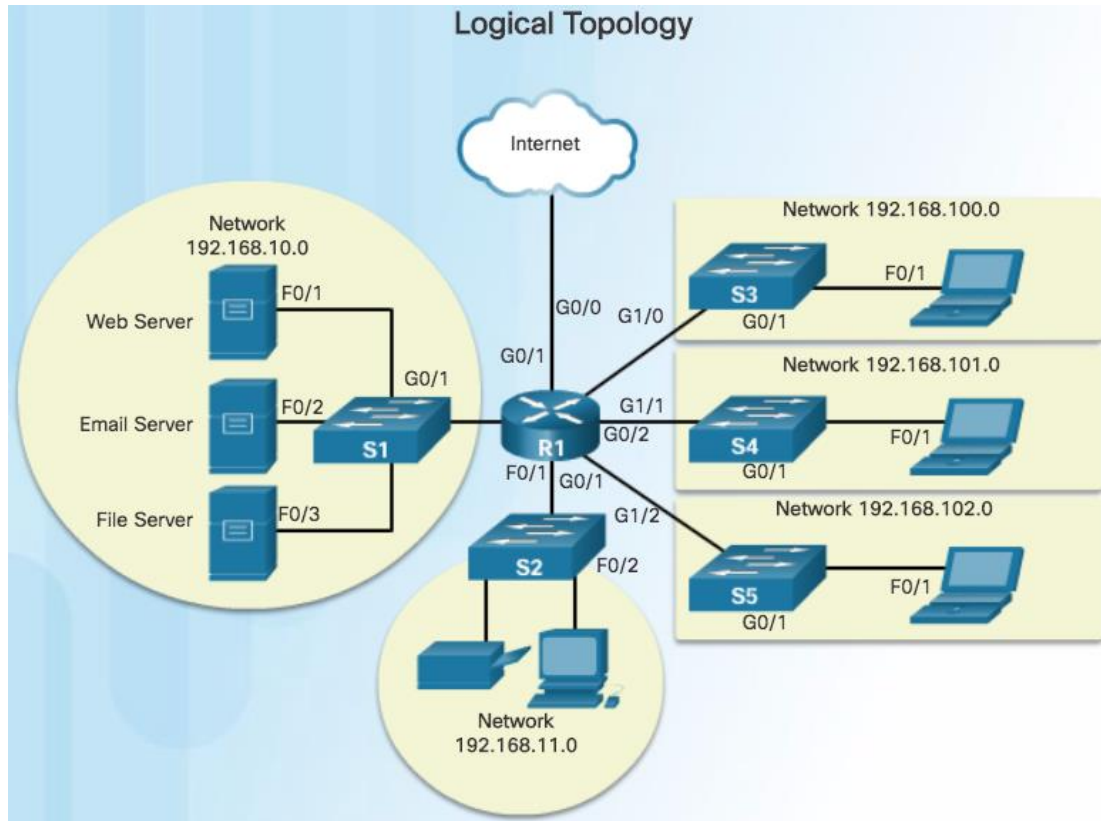 Logical Topology
Internet
Network
192.168.10.0
F0/1
Web Server
G0/1
F0/2
Email Server
S1
F0/3
File Server
G0/0
G0/1
G1/0
R1
G1/1
G0/2
F0/1
G0/1
G1/2
S2
F0/2
Network
192.168.11.0
Network 192.168.100.0
F0/1
S3
G0/1
Network 192.168.101.0
S4
F0/1
G0/1
Network 192.168.102.0
S5
F0/1
G0/1